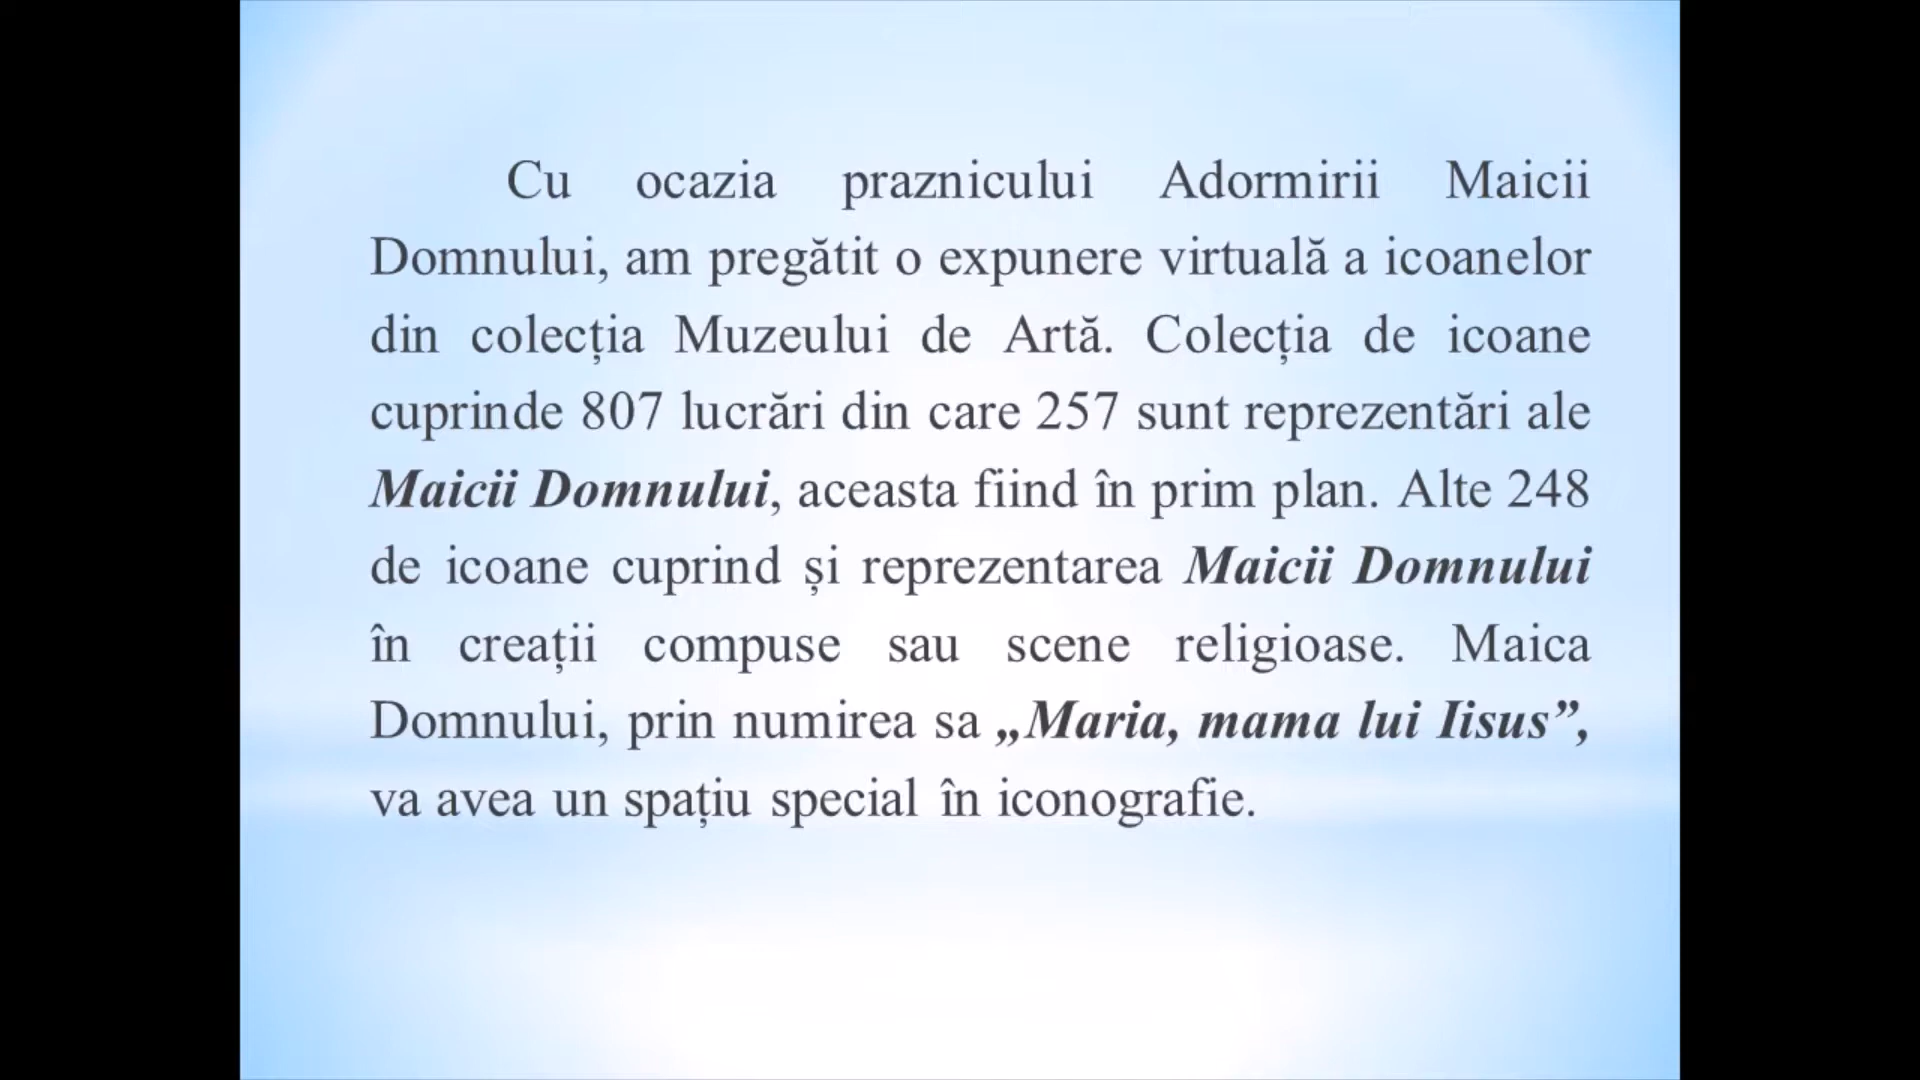 Cu ocazia praznicului Adormirii Maicii
Domnului, am pregătit o expunere virtuală a icoanelor
din colecția Muzeului de Artă. Colecția de icoane
cuprinde 807 lucrări din care 257 sunt reprezentări ale
Maicii Domnului, aceasta fiind în prim plan. Alte 248
de icoane cuprind și reprezentarea Maicii Domnului
în creații compuse sau scene religioase. Maica
Domnului, prin numirea sa „Maria, mama lui Iisus”,
va avea un spațiu special în iconografie.